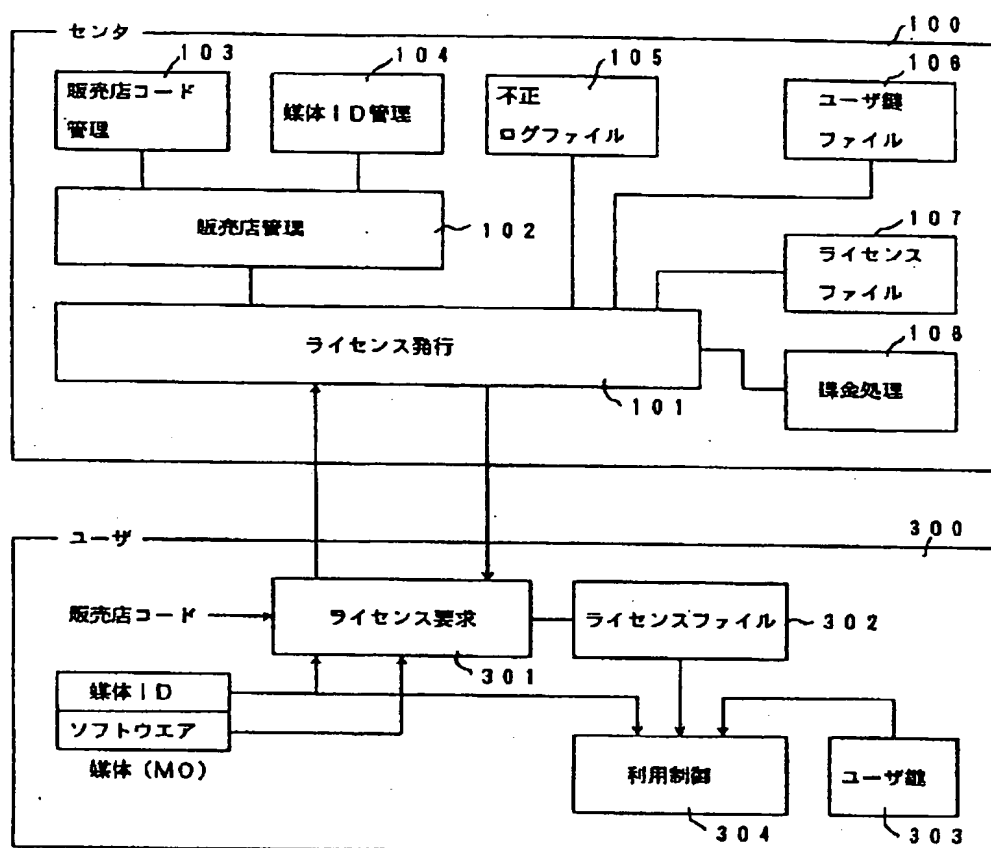 センタ
100
103
販売店コード
管理
104
媒体ID管理
105
不正
ログファイル
106
ユーザ鍵
ファイル
販売店管理
102
107
ライセンス
ファイル
ライセンス発行
101
108
課金処理
ユーザ
300
販売店コード
ライセンス要求
301
ライセンスファイル
302
媒体ID
ソフトウエア
媒体(MO)
利用制御
304
ユーザ鍵
303